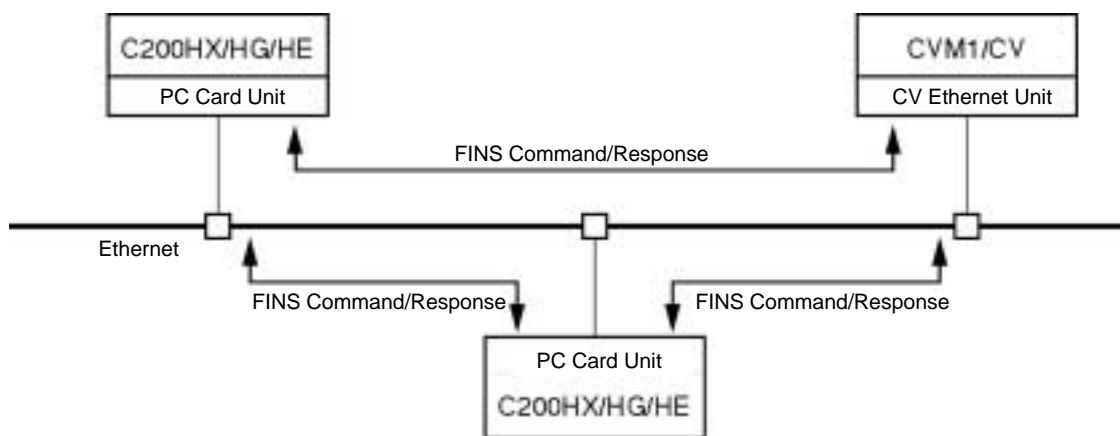 C200HX/HG/HE
CVM1/CV
PC Card Unit
CV Ethernet Unit
FINS Command/Response
Ethernet
FINS Command/Response
FINS Command/Response
PC Card Unit
C200HX/HG/HE